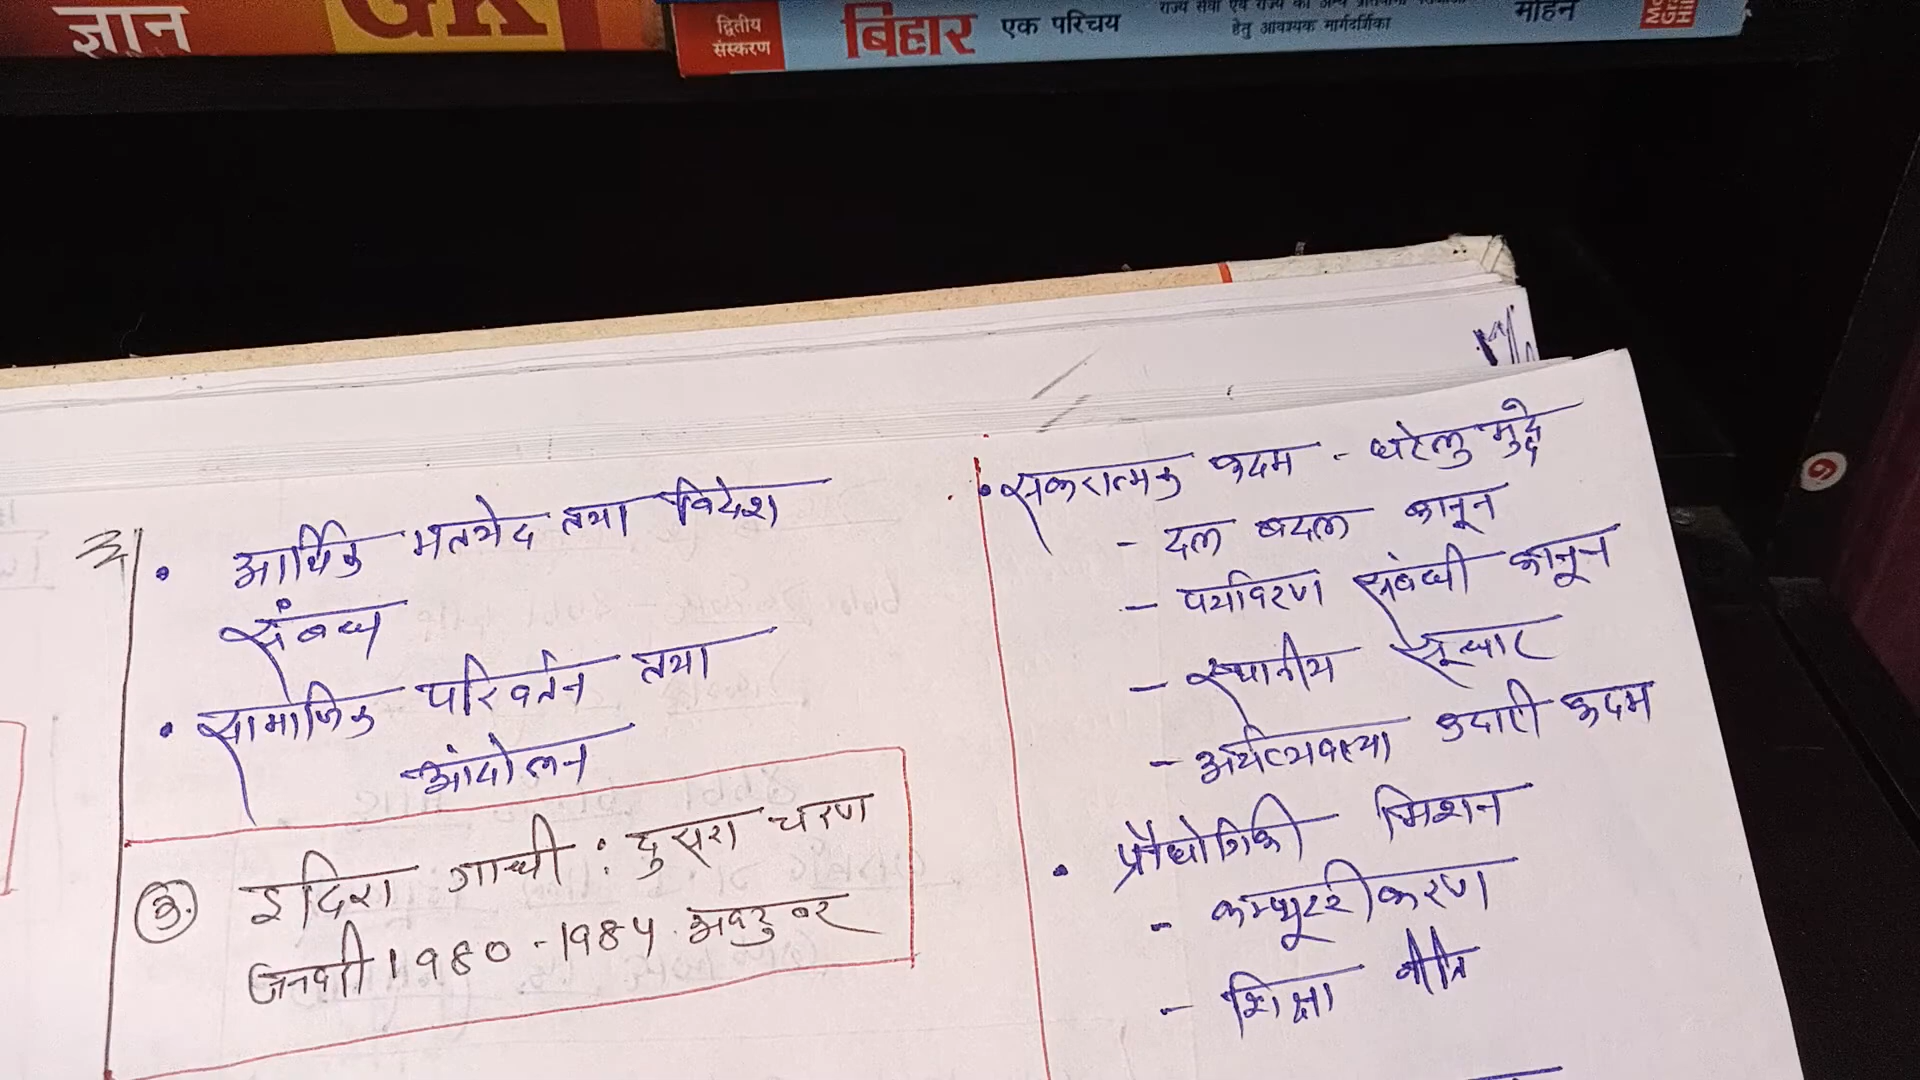 ज्ञान GK
द्वितीय
संस्करण
बिहार एक परिचय
हेतु आवश्यक मार्गदर्शिका
मोहन
• आर्थिक मतभेद तथा विदेश
संबंध
• सामाजिक परिवर्तन तथा
आंदोलन
③. इंदिरा गांधी : दुसरा चरण
जनवरी 1980 - 1984 अक्टुबर
• सकरात्मक कदम - घरेलु मुद्दे
- दल बदल कानून
- पर्यावरण संबंधी कानून
- स्थानीय
- अर्थव्यवस्था कदम
• प्रौद्योगिकी मिशन
- कम्प्यूटरीकरण
- शिक्षा नीति